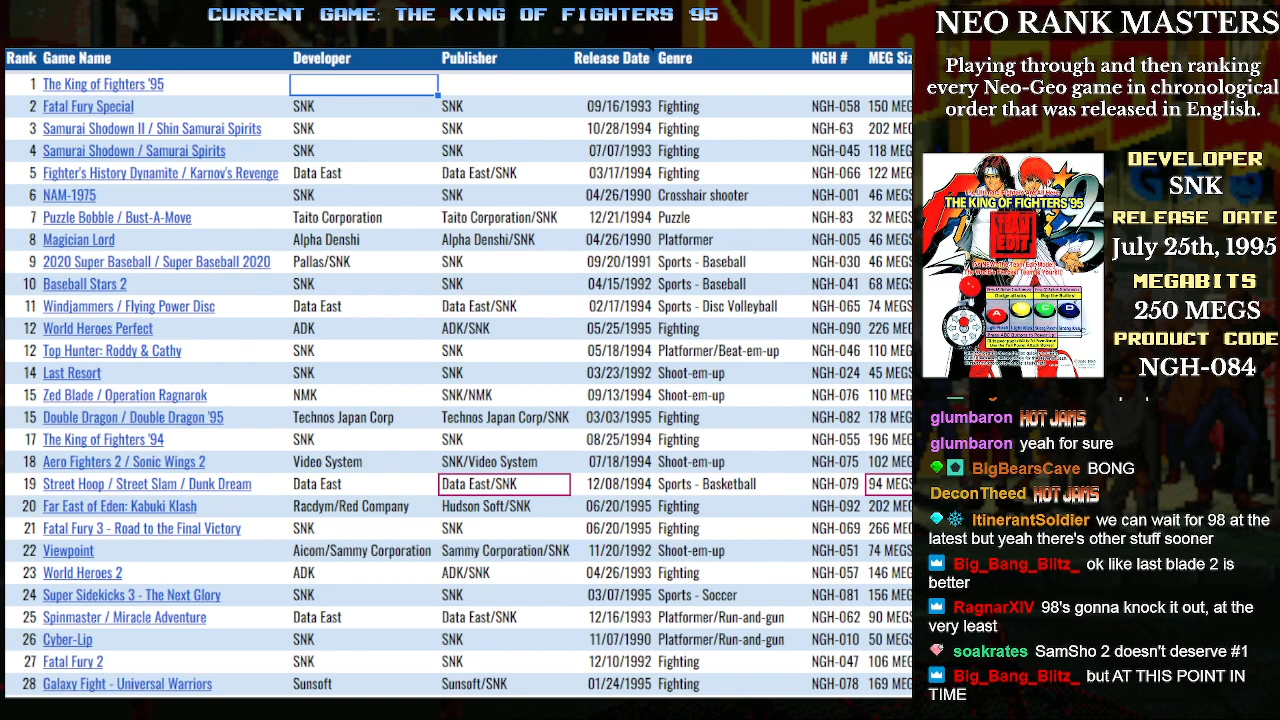 CURRENT GAME: THE KING OF FIGHTERS '95
Rank Game Name Developer Publisher Release Date Genre NGH # MEG Siz
1 The King of Fighters '95
2 Fatal Fury Special SNK SNK 09/16/1993 Fighting NGH-058 150 MEG
3 Samurai Shodown II / Shin Samurai Spirits SNK SNK 10/28/1994 Fighting NGH-63 202 MEG
4 Samurai Shodown / Samurai Spirits SNK SNK 07/07/1993 Fighting NGH-045 118 MEG
5 Fighter's History Dynamite / Karnov's Revenge Data East Data East/SNK 03/17/1994 Fighting NGH-066 122 MEG
6 NAM-1975 SNK SNK 04/26/1990 Crosshair shooter NGH-001 46 MEGS
7 Puzzle Bobble / Bust-A-Move Taito Corporation Taito Corporation/SNK 12/21/1994 Puzzle NGH-83 32 MEGS
8 Magician Lord Alpha Denshi Alpha Denshi/SNK 04/26/1990 Platformer NGH-005 46 MEGS
9 2020 Super Baseball / Super Baseball 2020 Pallas/SNK SNK 09/20/1991 Sports - Baseball NGH-030 46 MEGS
10 Baseball Stars 2 SNK SNK 04/15/1992 Sports - Baseball NGH-041 68 MEGS
11 Windjammers / Flying Power Disc Data East Data East/SNK 02/17/1994 Sports - Disc Volleyball NGH-065 74 MEGS
12 World Heroes Perfect ADK ADK/SNK 05/25/1995 Fighting NGH-090 226 MEG
12 Top Hunter: Roddy & Cathy SNK SNK 05/18/1994 Platformer/Beat-em-up NGH-046 110 MEG
14 Last Resort SNK SNK 03/23/1992 Shoot-em-up NGH-024 45 MEG
15 Zed Blade / Operation Ragnarok NMK SNK/NMK 09/13/1994 Shoot-em-up NGH-076 110 MEG
15 Double Dragon / Double Dragon '95 Technos Japan Corp Technos Japan Corp/SNK 03/03/1995 Fighting NGH-082 178 MEG
17 The King of Fighters '94 SNK SNK 08/25/1994 Fighting NGH-055 196 MEG
18 Aero Fighters 2 / Sonic Wings 2 Video System SNK/Video System 07/18/1994 Shoot-em-up NGH-075 102 MEG
19 Street Hoop / Street Slam / Dunk Dream Data East Data East/SNK 12/08/1994 Sports - Basketball NGH-079 94 MEGS
20 Far East of Eden: Kabuki Klash Racdym/Red Company Hudson Soft/SNK 06/20/1995 Fighting NGH-092 202 MEG
21 Fatal Fury 3 - Road to the Final Victory SNK SNK 06/20/1995 Fighting NGH-069 266 MEG
22 Viewpoint Aicom/Sammy Corporation Sammy Corporation/SNK 11/20/1992 Shoot-em-up NGH-051 74 MEGS
23 World Heroes 2 ADK ADK/SNK 04/26/1993 Fighting NGH-057 146 MEG
24 Super Sidekicks 3 - The Next Glory SNK SNK 03/07/1995 Sports - Soccer NGH-081 156 MEG
25 Spinmaster / Miracle Adventure Data East Data East/SNK 12/16/1993 Platformer/Run-and-gun NGH-062 90 MEGS
26 Cyber-Lip SNK SNK 11/07/1990 Platformer/Run-and-gun NGH-010 50 MEGS
27 Fatal Fury 2 SNK SNK 12/10/1992 Fighting NGH-047 106 MEG
28 Galaxy Fight - Universal Warriors Sunsoft Sunsoft/SNK 01/24/1995 Fighting NGH-078 169 MEG
NEO RANK MASTERS
Playing through and then ranking
every Neo-Geo game in chronological
order that was released in English.
THE KING OF FIGHTERS '95
TEAM EDIT
A B C D
DEVELOPER
SNK
RELEASE DATE
July 25th, 1995
MEGABITS
250 MEGS
PRODUCT CODE
NGH-084
glumbaron HOT JAMS
glumbaron yeah for sure
BigBearsCave BONG
DeconTheed HOT JAMS
ItinerantSoldier we can wait for 98 at the
latest but yeah there's other stuff sooner
Big_Bang_Blitz_ ok like last blade 2 is
better
RagnarXIV 98's gonna knock it out, at the
very least
soakrates SamSho 2 doesn't deserve #1
Big_Bang_Blitz_ but AT THIS POINT IN
TIME